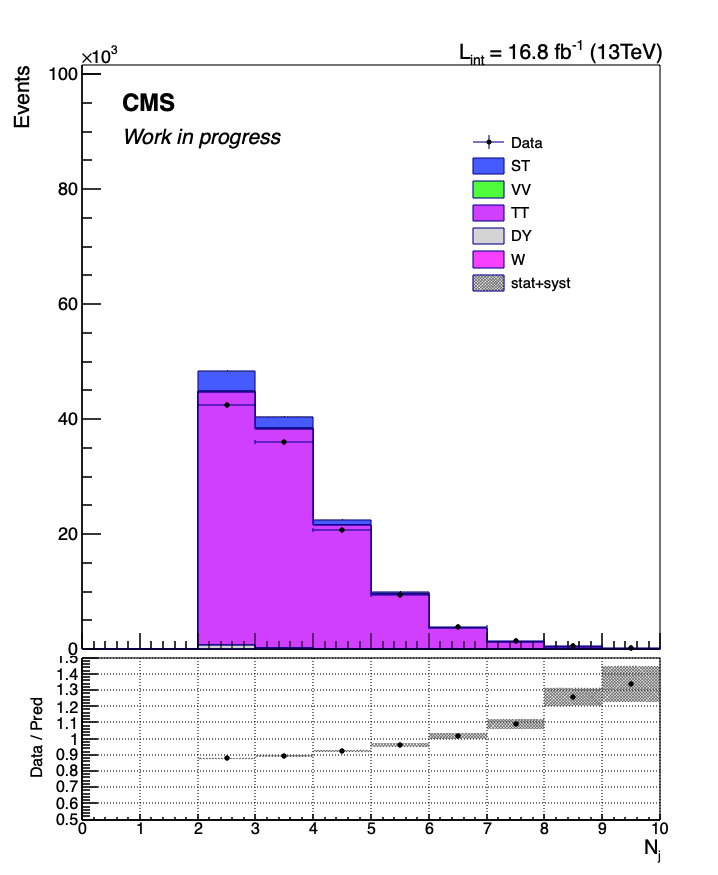 ×10³
L_int = 16.8 fb⁻¹ (13TeV)
Events
100
CMS
Work in progress
Data
ST
80
VV
TT
DY
W
stat+syst
60
40
20
0
Data / Pred
1.5
1.4
1.3
1.2
1.1
1
0.9
0.8
0.7
0.6
0.5
0 1 2 3 4 5 6 7 8 9 10
N_j